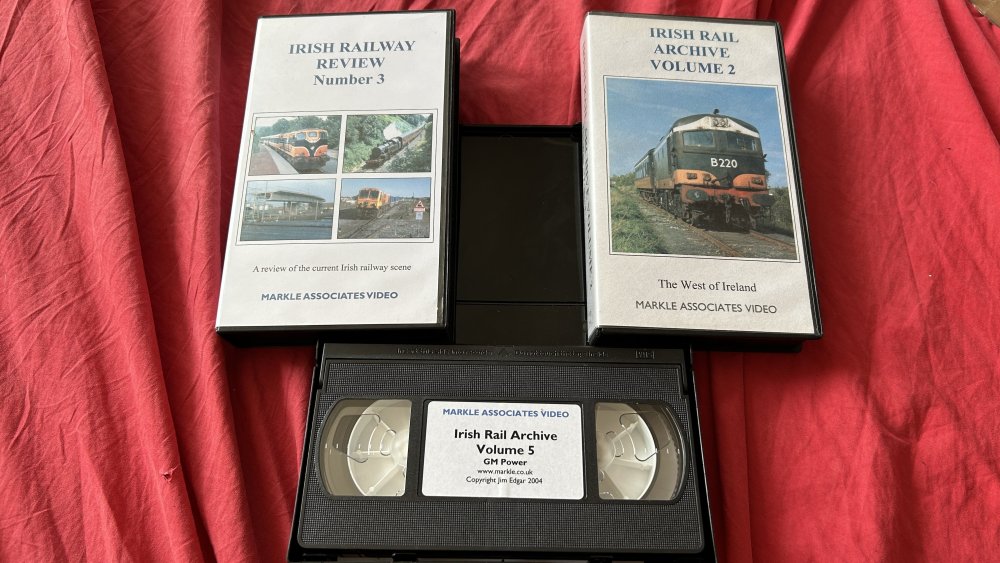 IRISH RAILWAY
REVIEW
Number 3
A review of the current Irish railway scene
MARKLE ASSOCIATES VIDEO
IRISH RAIL
ARCHIVE
VOLUME 2
B220
The West of Ireland
MARKLE ASSOCIATES VIDEO
VHS
MARKLE ASSOCIATES VIDEO
Irish Rail Archive
Volume 5
GM Power
www.markle.co.uk
Copyright Jim Edgar 2004